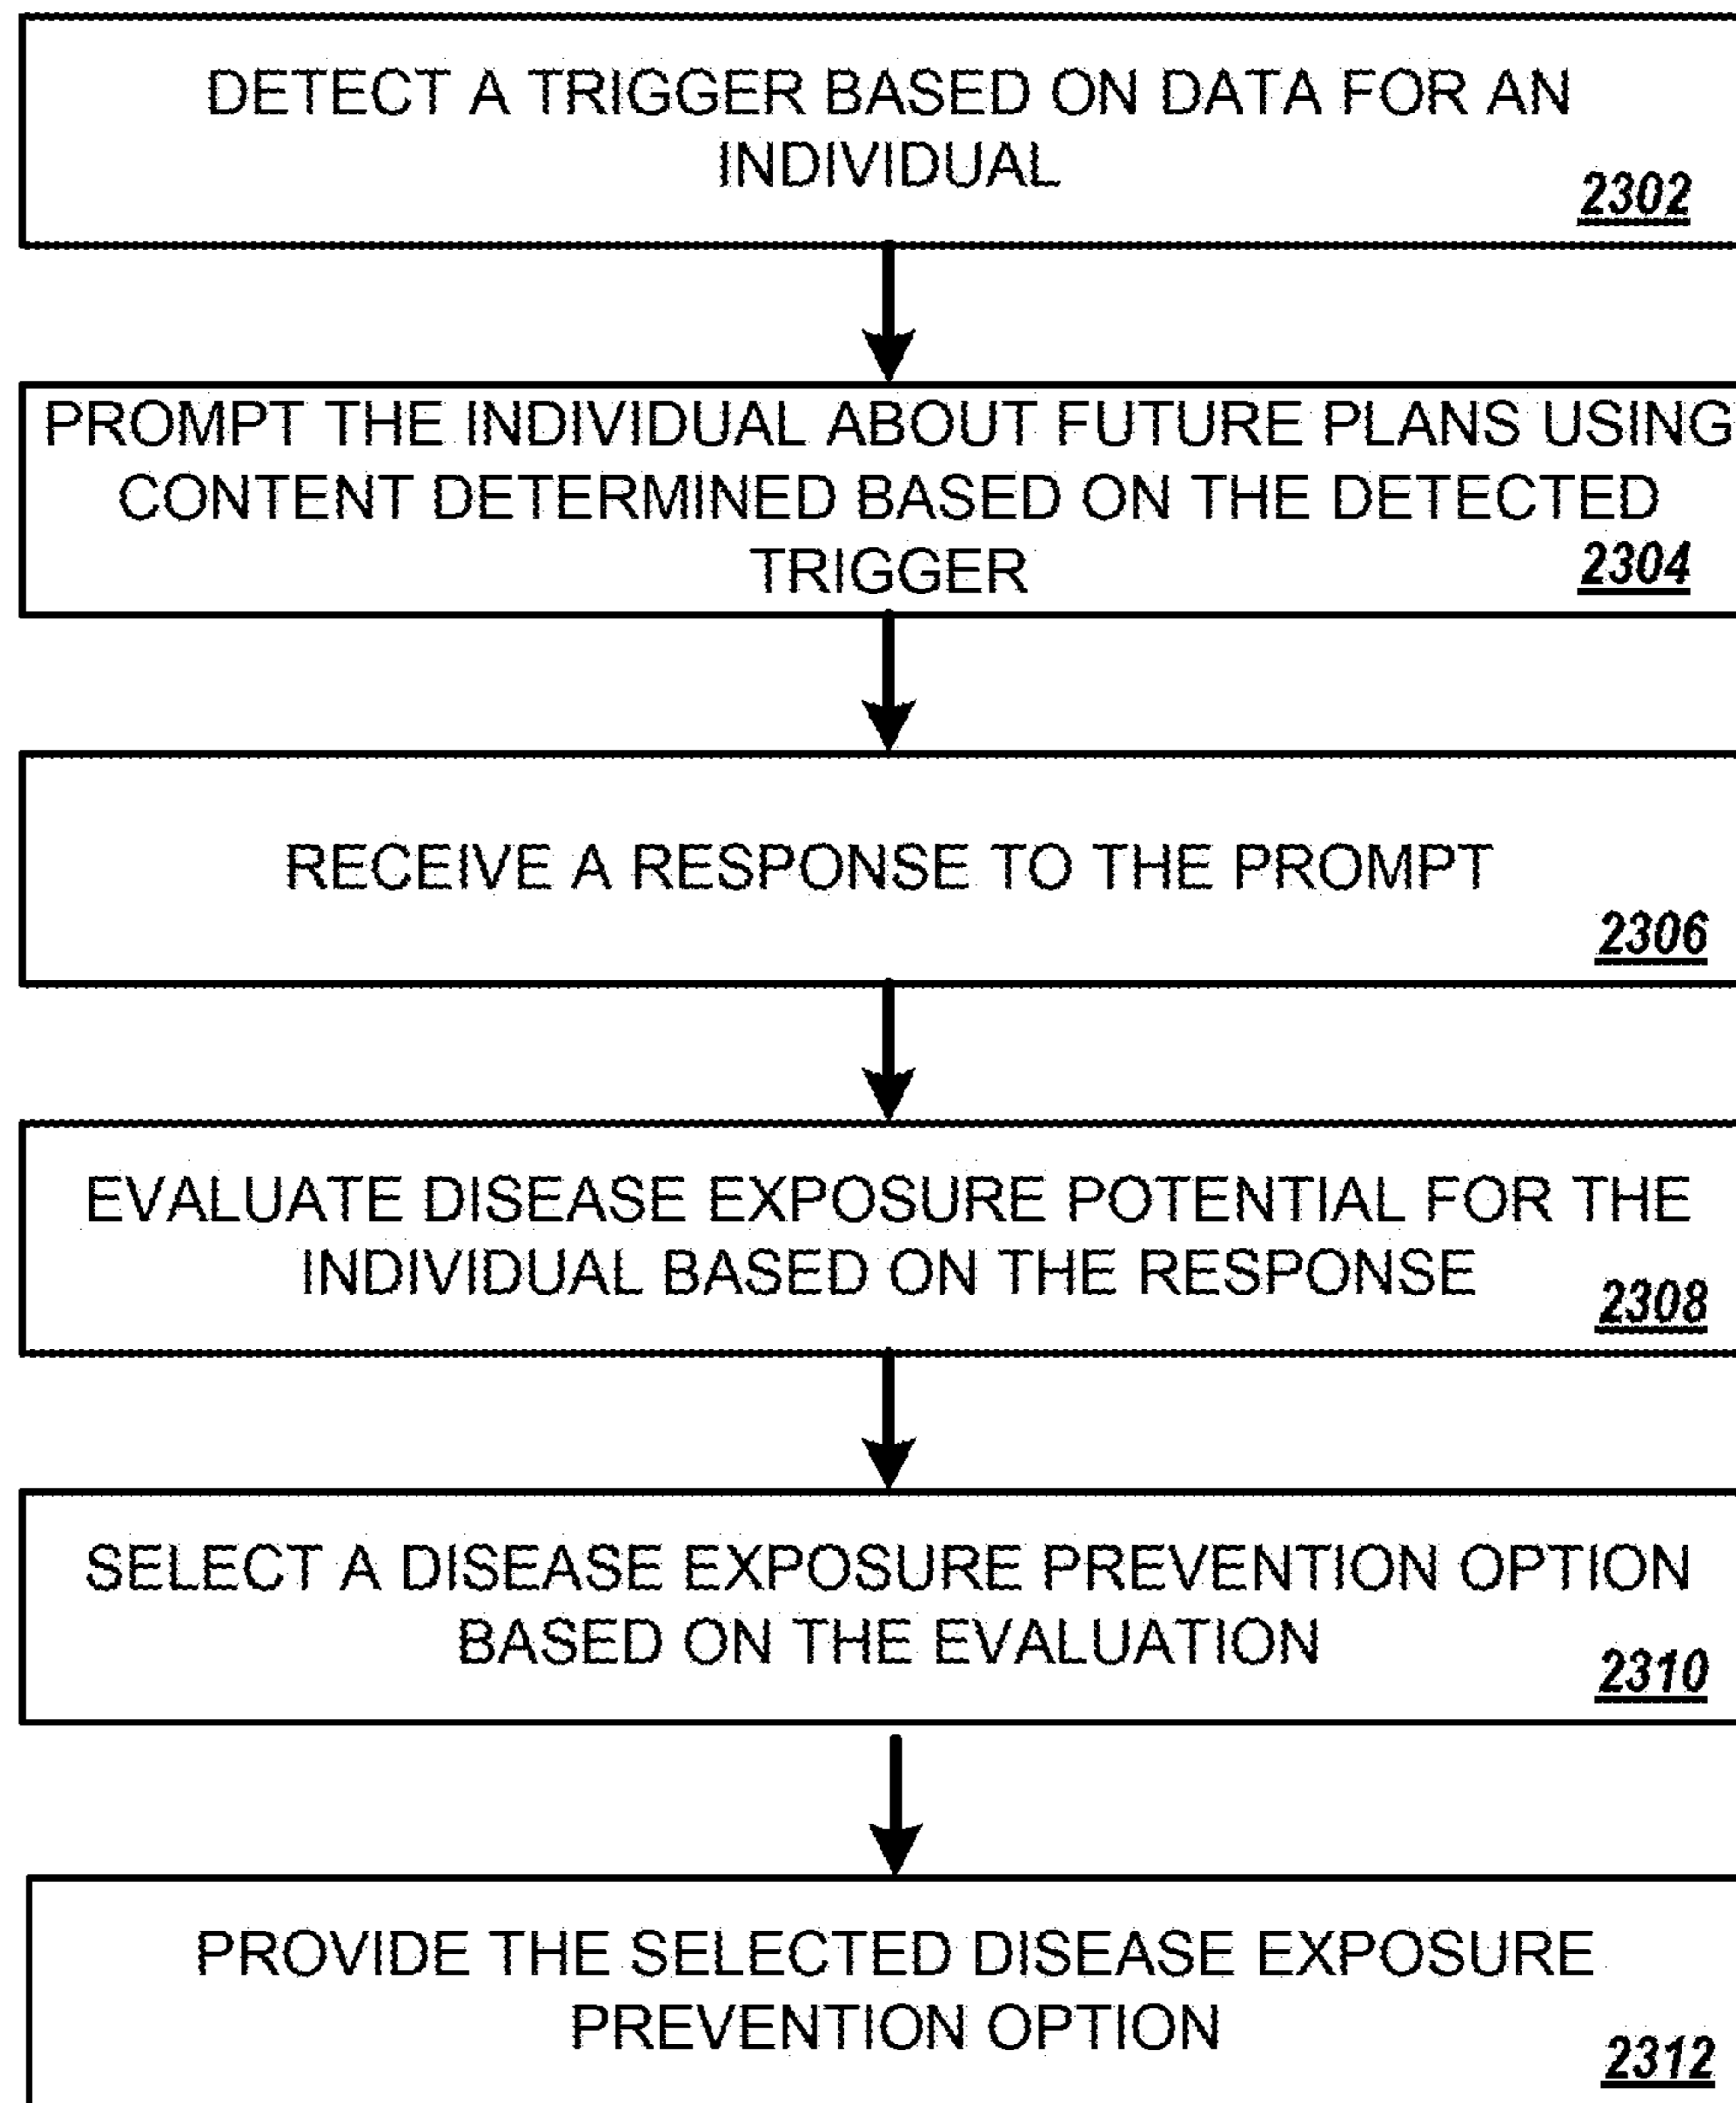 DETECT A TRIGGER BASED ON DATA FOR AN
INDIVIDUAL
2302
PROMPT THE INDIVIDUAL ABOUT FUTURE PLANS USING
CONTENT DETERMINED BASED ON THE DETECTED
TRIGGER
2304
RECEIVE A RESPONSE TO THE PROMPT
2306
EVALUATE DISEASE EXPOSURE POTENTIAL FOR THE
INDIVIDUAL BASED ON THE RESPONSE
2308
SELECT A DISEASE EXPOSURE PREVENTION OPTION
BASED ON THE EVALUATION
2310
PROVIDE THE SELECTED DISEASE EXPOSURE
PREVENTION OPTION
2312